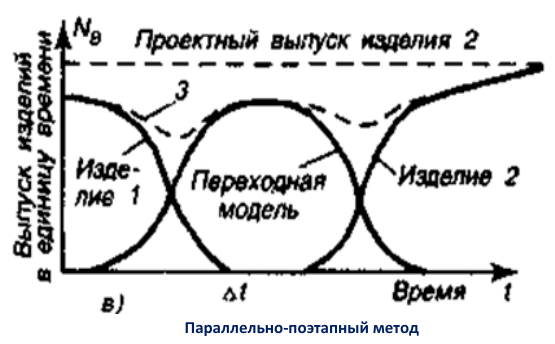 Nв
Проектный выпуск изделия 2
Выпуск изделий
в единицу времени
3
Изде-
лие 1
Переходная
модель
Изделие 2
в)
Δt
Время t
Параллельно-поэтапный метод